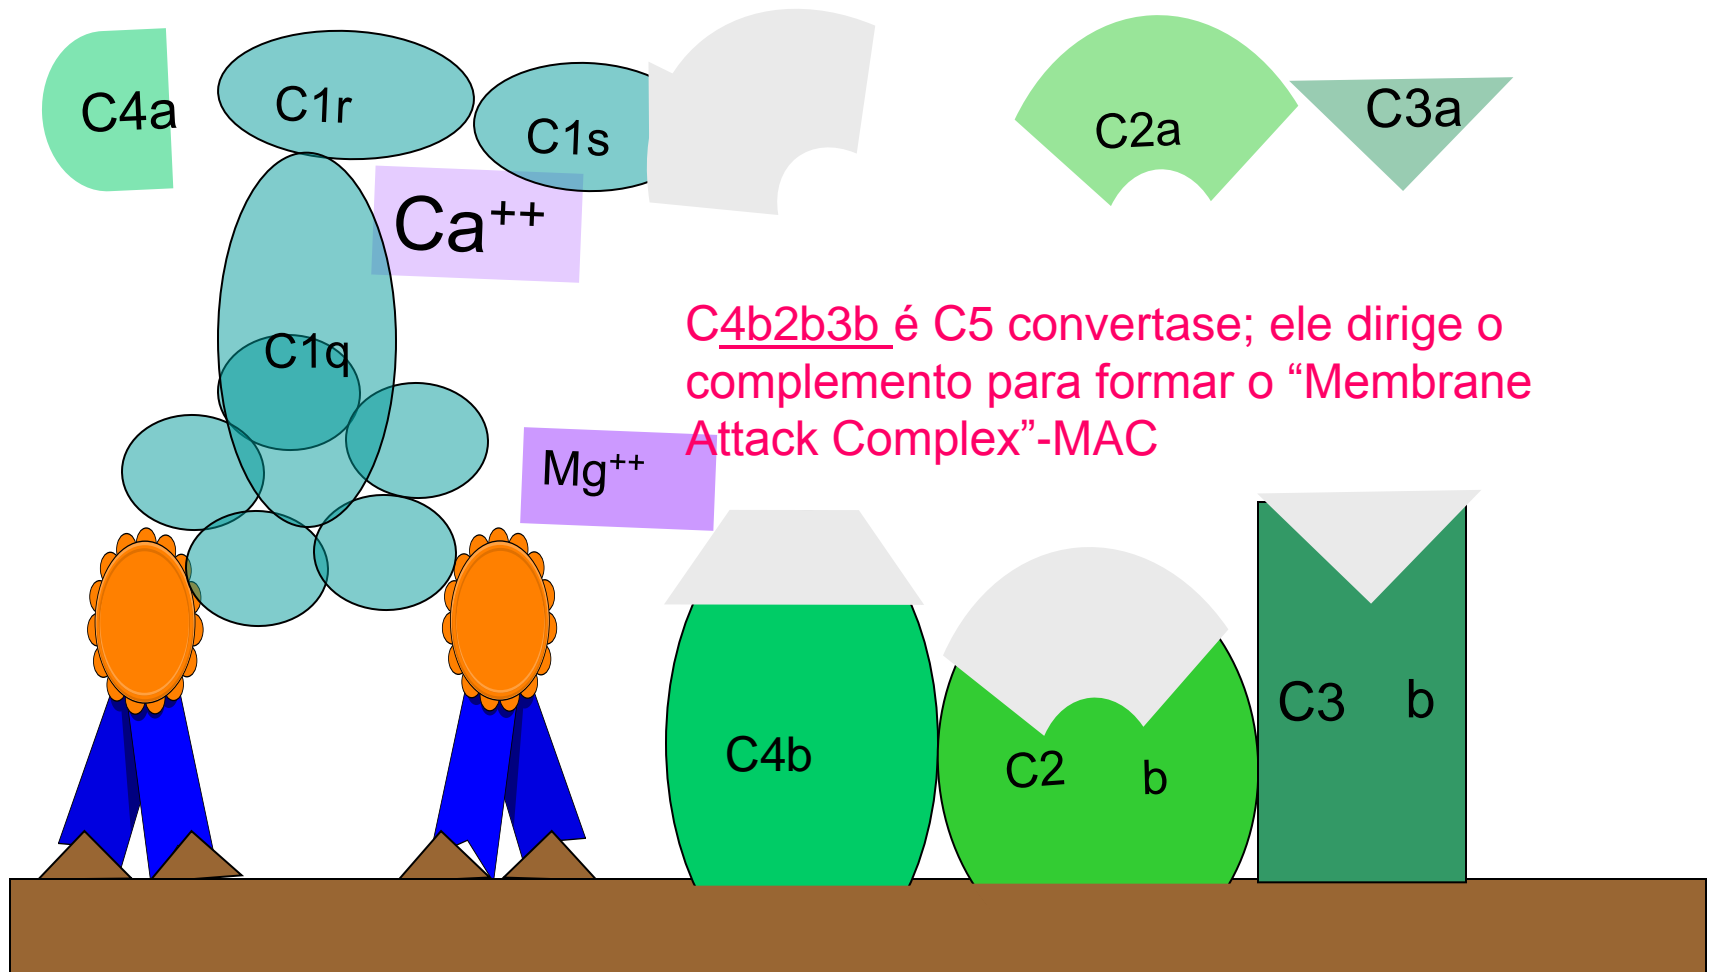 C4a
C1r
C1s
C2a
C3a
Ca++
C1q
C4b2b3b é C5 convertase; ele dirige o
complemento para formar o “Membrane
Attack Complex”-MAC
Mg++
C4b
C2 b
C3 b